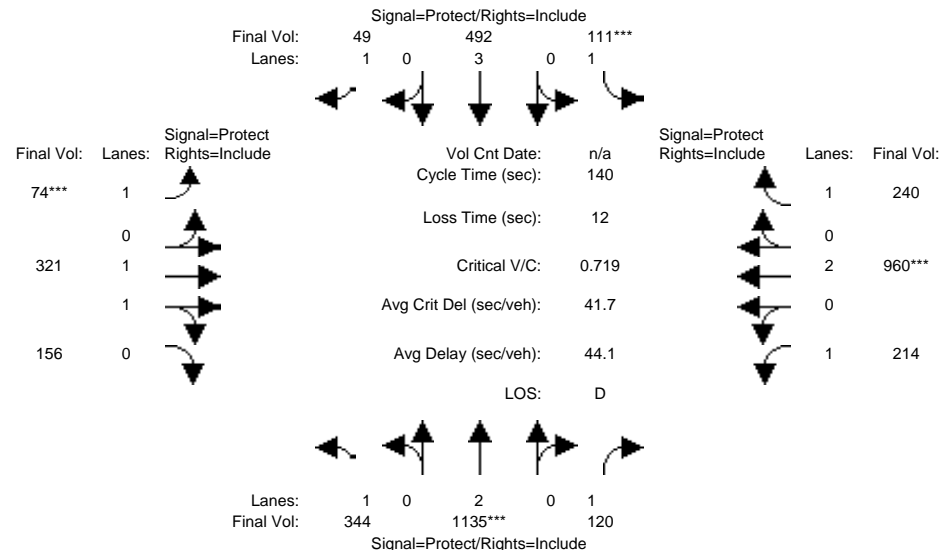 Signal=Protect/Rights=Include
Final Vol: 49 492 111***
Lanes: 1 0 3 0 1
Signal=Protect Signal=Protect
Final Vol: Lanes: Rights=Include Vol Cnt Date: n/a Rights=Include Lanes: Final Vol:
Cycle Time (sec): 140
74*** 1 1 240
Loss Time (sec): 12
0 0
321 1 Critical V/C: 0.719 2 960***
1 Avg Crit Del (sec/veh): 41.7 0
156 0 Avg Delay (sec/veh): 44.1 1 214
LOS: D
Lanes: 1 0 2 0 1
Final Vol: 344 1135*** 120
Signal=Protect/Rights=Include